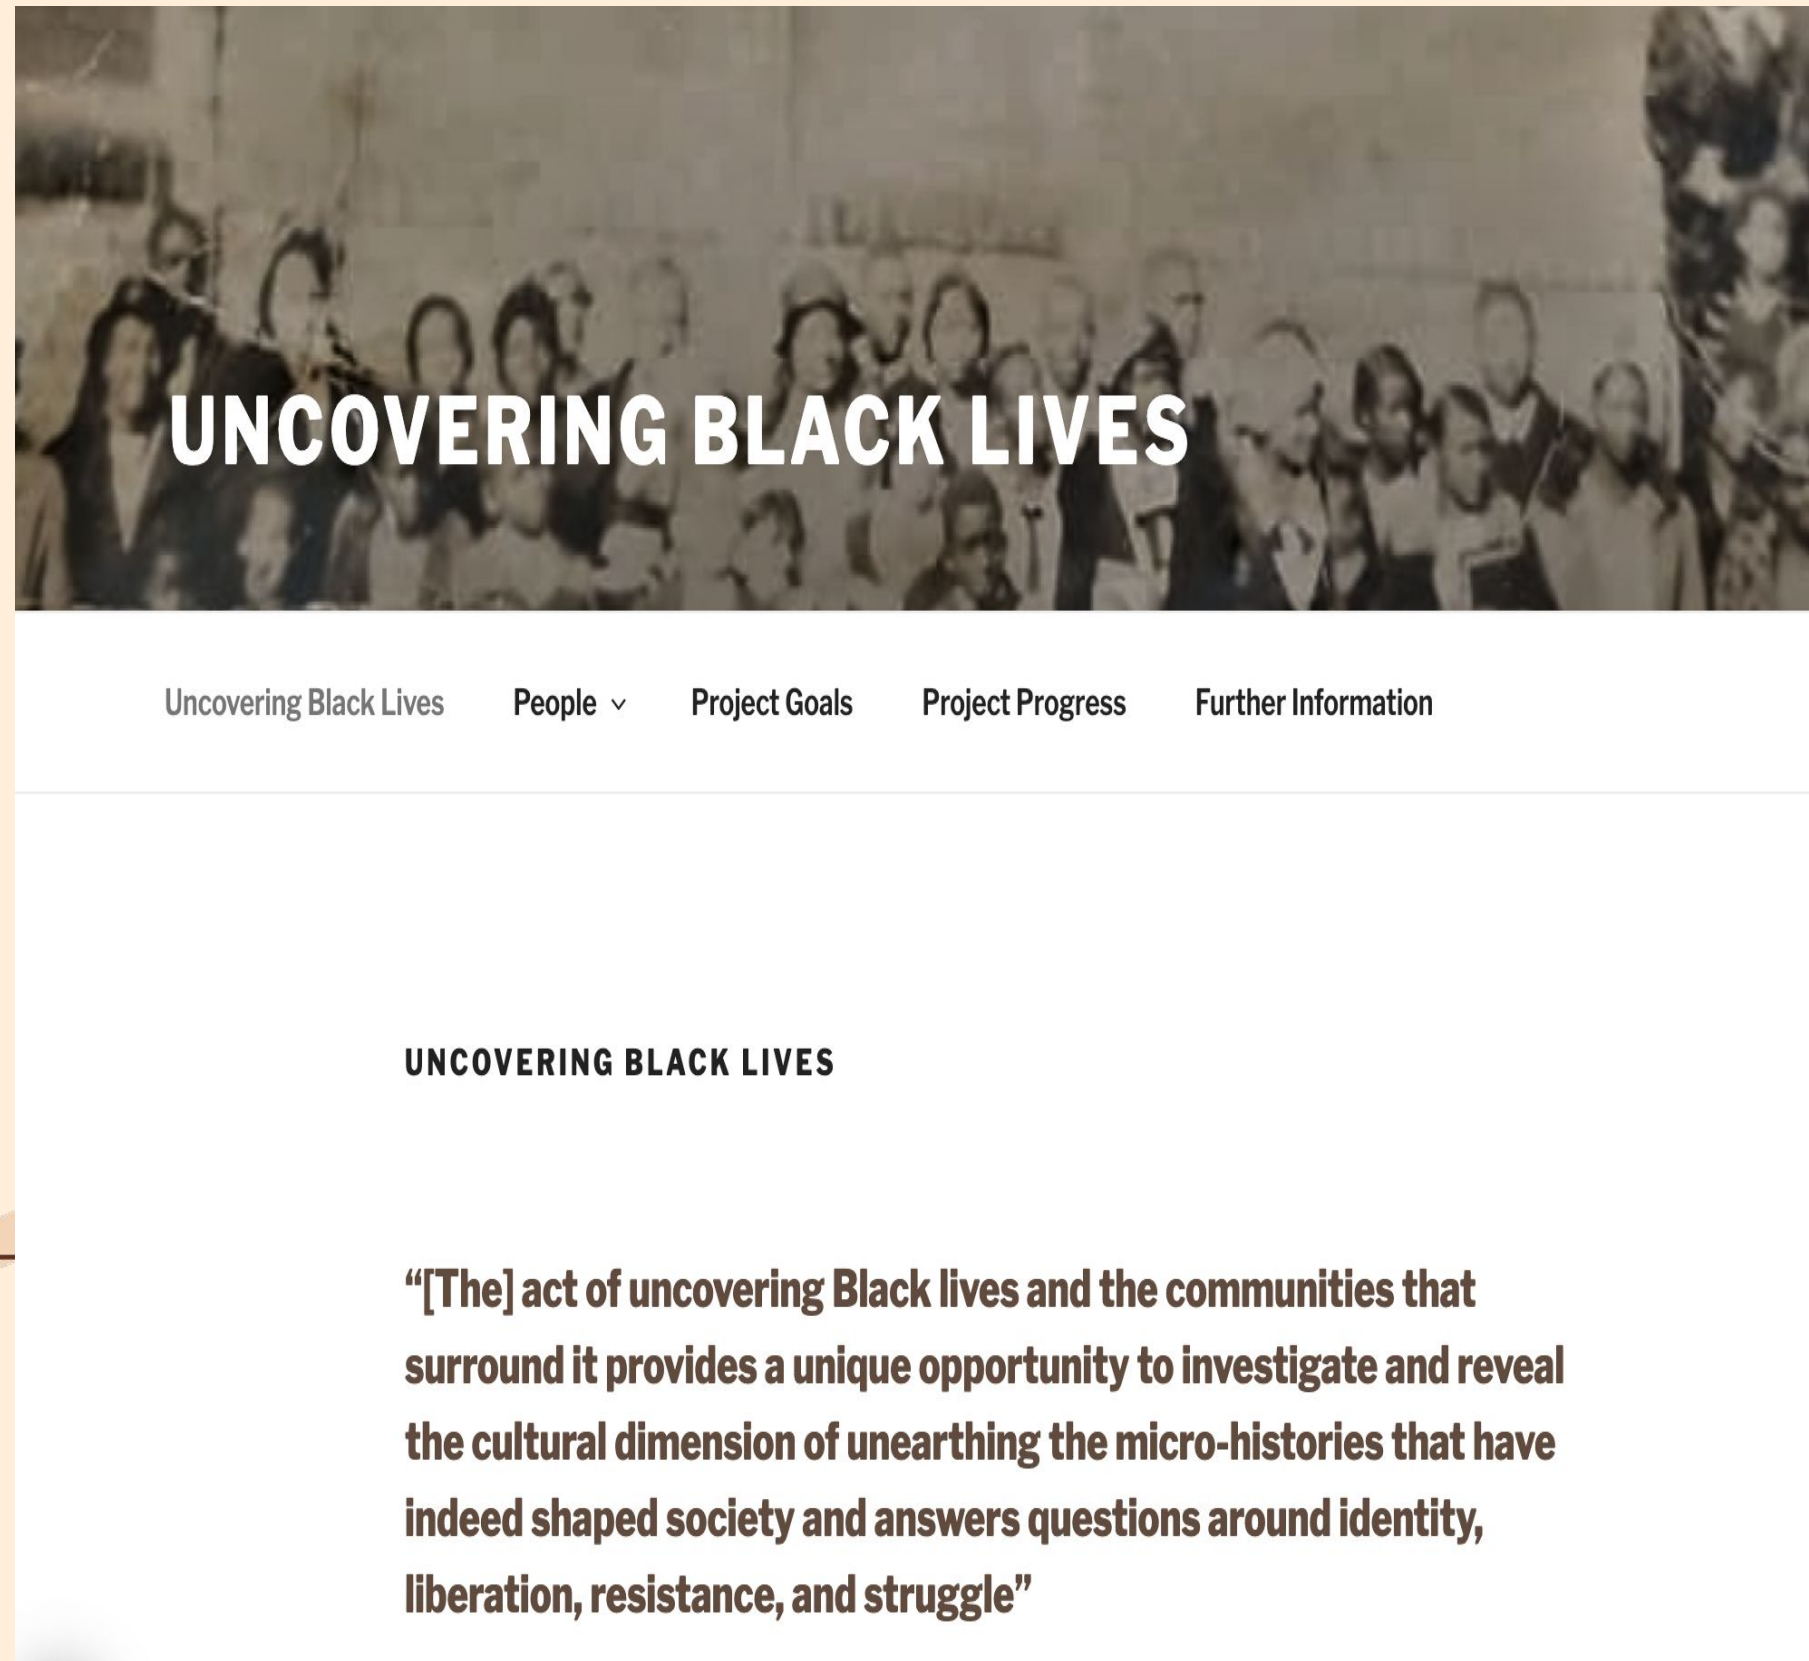 UNCOVERING BLACK LIVES
Uncovering Black Lives People Project Goals Project Progress Further Information
UNCOVERING BLACK LIVES
“[The] act of uncovering Black lives and the communities that
surround it provides a unique opportunity to investigate and reveal
the cultural dimension of unearthing the micro-histories that have
indeed shaped society and answers questions around identity,
liberation, resistance, and struggle”